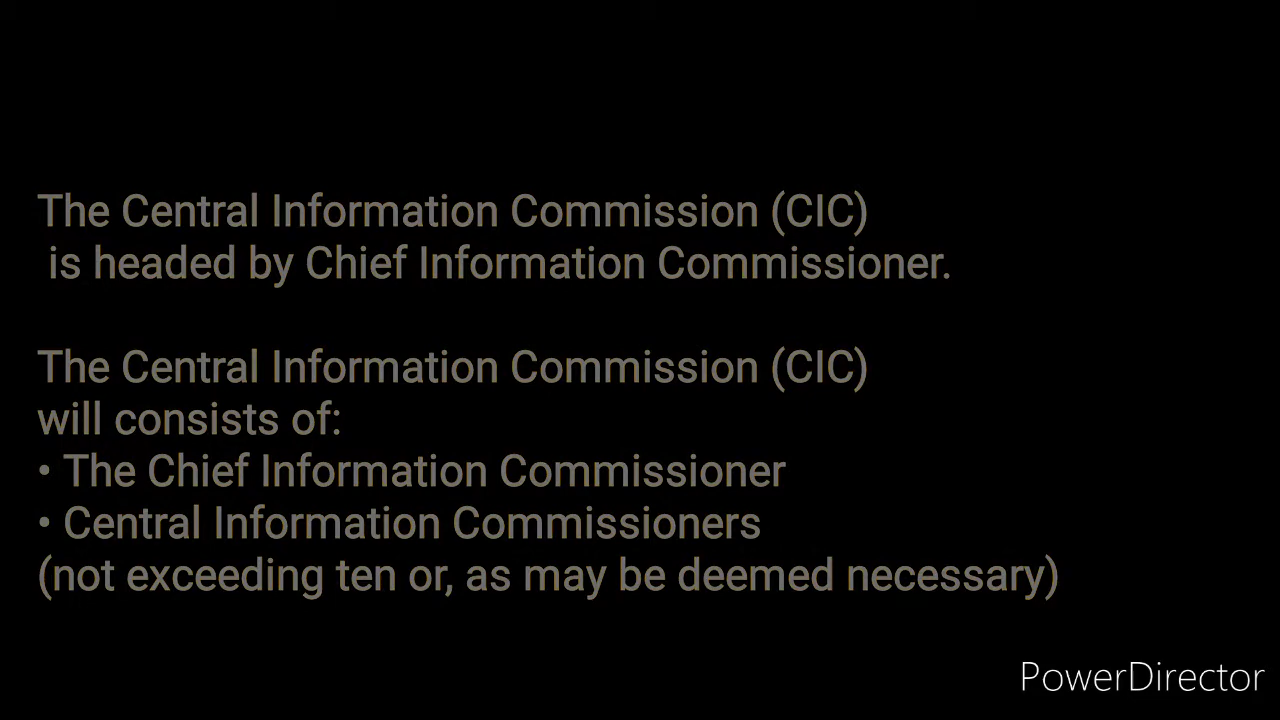 The Central Information Commission (CIC)
is headed by Chief Information Commissioner.
The Central Information Commission (CIC)
will consists of:
• The Chief Information Commissioner
• Central Information Commissioners
(not exceeding ten or, as may be deemed necessary)
PowerDirector